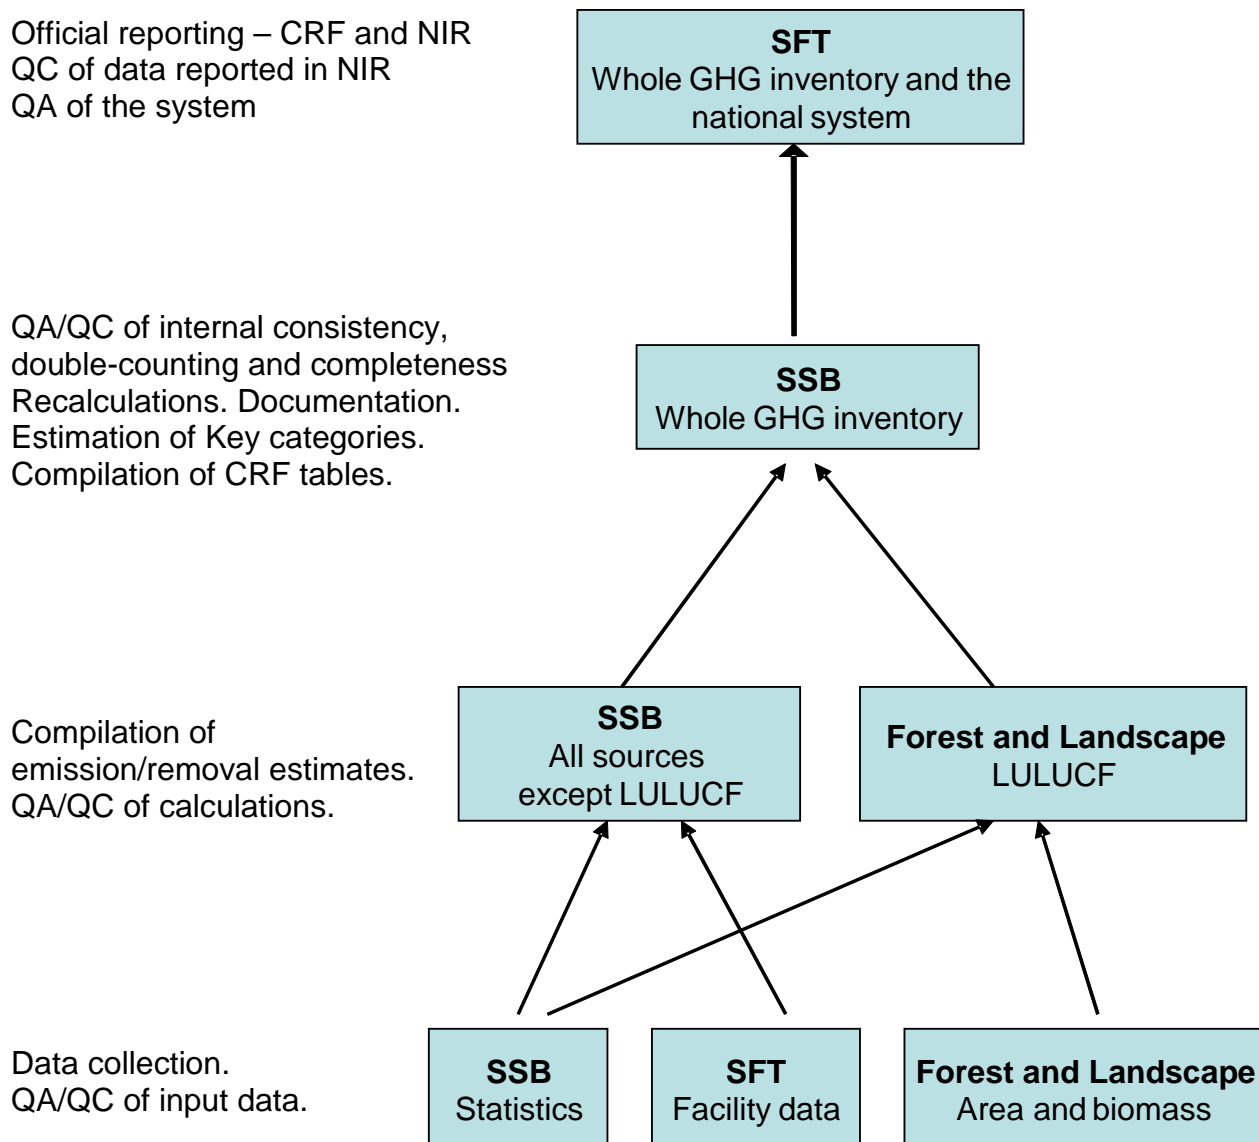 Official reporting – CRF and NIR
QC of data reported in NIR
QA of the system
SFT
Whole GHG inventory and the
national system
QA/QC of internal consistency,
double-counting and completeness
Recalculations. Documentation.
Estimation of Key categories.
Compilation of CRF tables.
SSB
Whole GHG inventory
Compilation of
emission/removal estimates.
QA/QC of calculations.
SSB
All sources
except LULUCF
Forest and Landscape
LULUCF
Data collection.
QA/QC of input data.
SSB
Statistics
SFT
Facility data
Forest and Landscape
Area and biomass